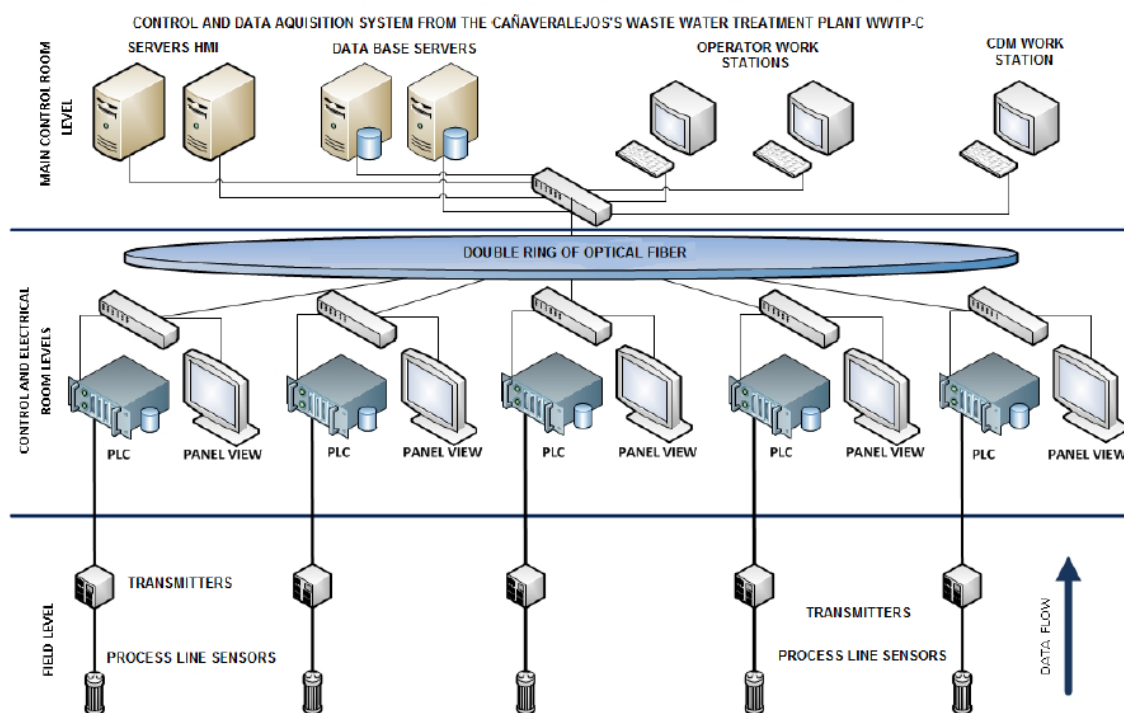 CONTROL AND DATA AQUISITION SYSTEM FROM THE CAÑAVERALEJOS'S WASTE WATER TREATMENT PLANT WWTP-C
SERVERS HMI
DATA BASE SERVERS
OPERATOR WORK
STATIONS
CDM WORK
STATION
MAIN CONTROL ROOM
LEVEL
DOUBLE RING OF OPTICAL FIBER
CONTROL AND ELECTRICAL
ROOM LEVELS
PLC
PANEL VIEW
PLC
PANEL VIEW
PLC
PANEL VIEW
PLC
PANEL VIEW
PLC
PANEL VIEW
FIELD LEVEL
TRANSMITTERS
PROCESS LINE SENSORS
TRANSMITTERS
PROCESS LINE SENSORS
DATA FLOW